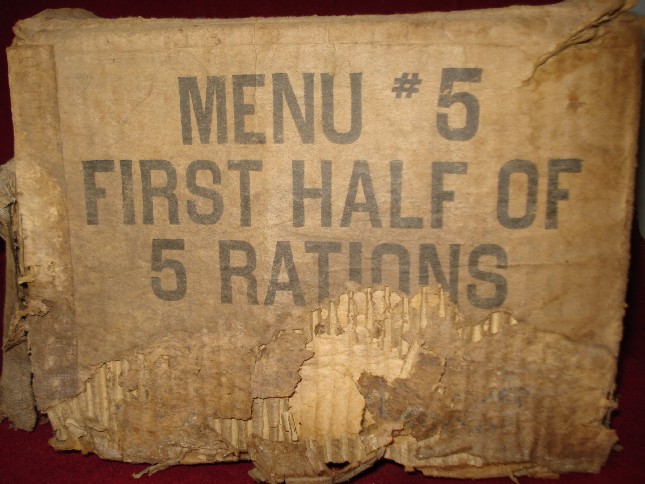 MENU #5
FIRST HALF OF
5 RATIONS